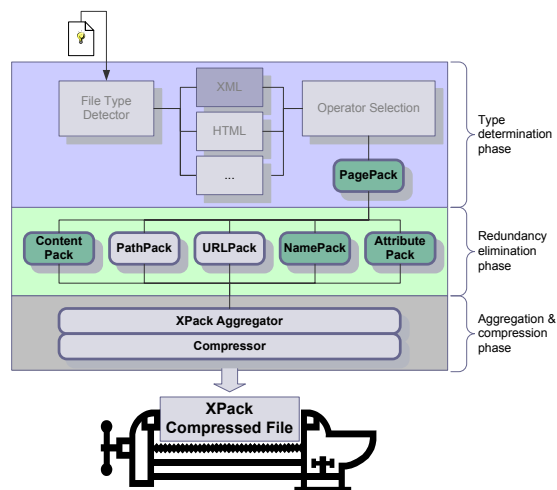 XML
File Type
Detector
Operator Selection
HTML
...
PagePack
Type
determination
phase
Content
Pack
PathPack
URLPack
NamePack
Attribute
Pack
Redundancy
elimination
phase
XPack Aggregator
Compressor
Aggregation &
compression
phase
XPack
Compressed File